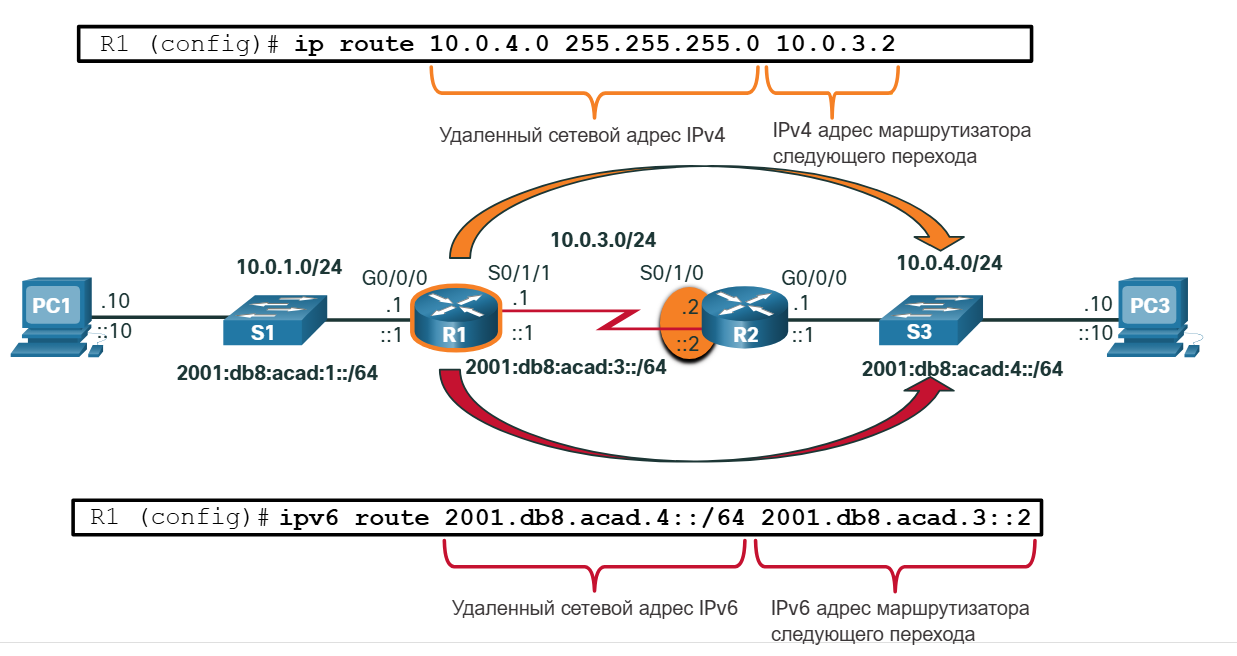 R1 (config)# ip route 10.0.4.0 255.255.255.0 10.0.3.2
Удаленный сетевой адрес IPv4
IPv4 адрес маршрутизатора
следующего перехода
10.0.3.0/24
10.0.1.0/24
10.0.4.0/24
G0/0/0
S0/1/1
S0/1/0
G0/0/0
PC1
.10
::10
S1
.1
::1
R1
.1
::1
.2
::2
R2
.1
::1
S3
.10
::10
PC3
2001:db8:acad:1::/64
2001:db8:acad:3::/64
2001:db8:acad:4::/64
R1 (config)# ipv6 route 2001.db8.acad.4::/64 2001.db8.acad.3::2
Удаленный сетевой адрес IPv6
IPv6 адрес маршрутизатора
следующего перехода